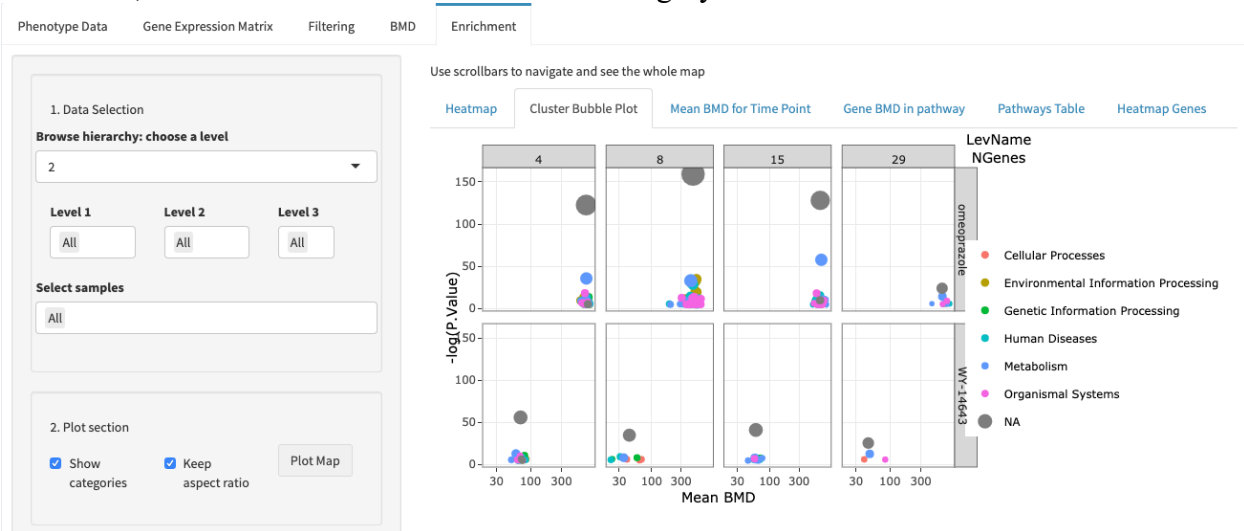 Phenotype Data Gene Expression Matrix Filtering BMD Enrichment
1. Data Selection
Browse hierarchy: choose a level
2
Level 1 Level 2 Level 3
All All All
Select samples
All
2. Plot section
Show categories
Keep aspect ratio
Plot Map
Use scrollbars to navigate and see the whole map
Heatmap Cluster Bubble Plot Mean BMD for Time Point Gene BMD in pathway Pathways Table Heatmap Genes
4 8 15 29
150
100
50
0
omeoprazole
150
100
50
0
WY-14643
-log(P.Value)
30 100 300 30 100 300 30 100 300 30 100 300
Mean BMD
LevName
NGenes
Cellular Processes
Environmental Information Processing
Genetic Information Processing
Human Diseases
Metabolism
Organismal Systems
NA